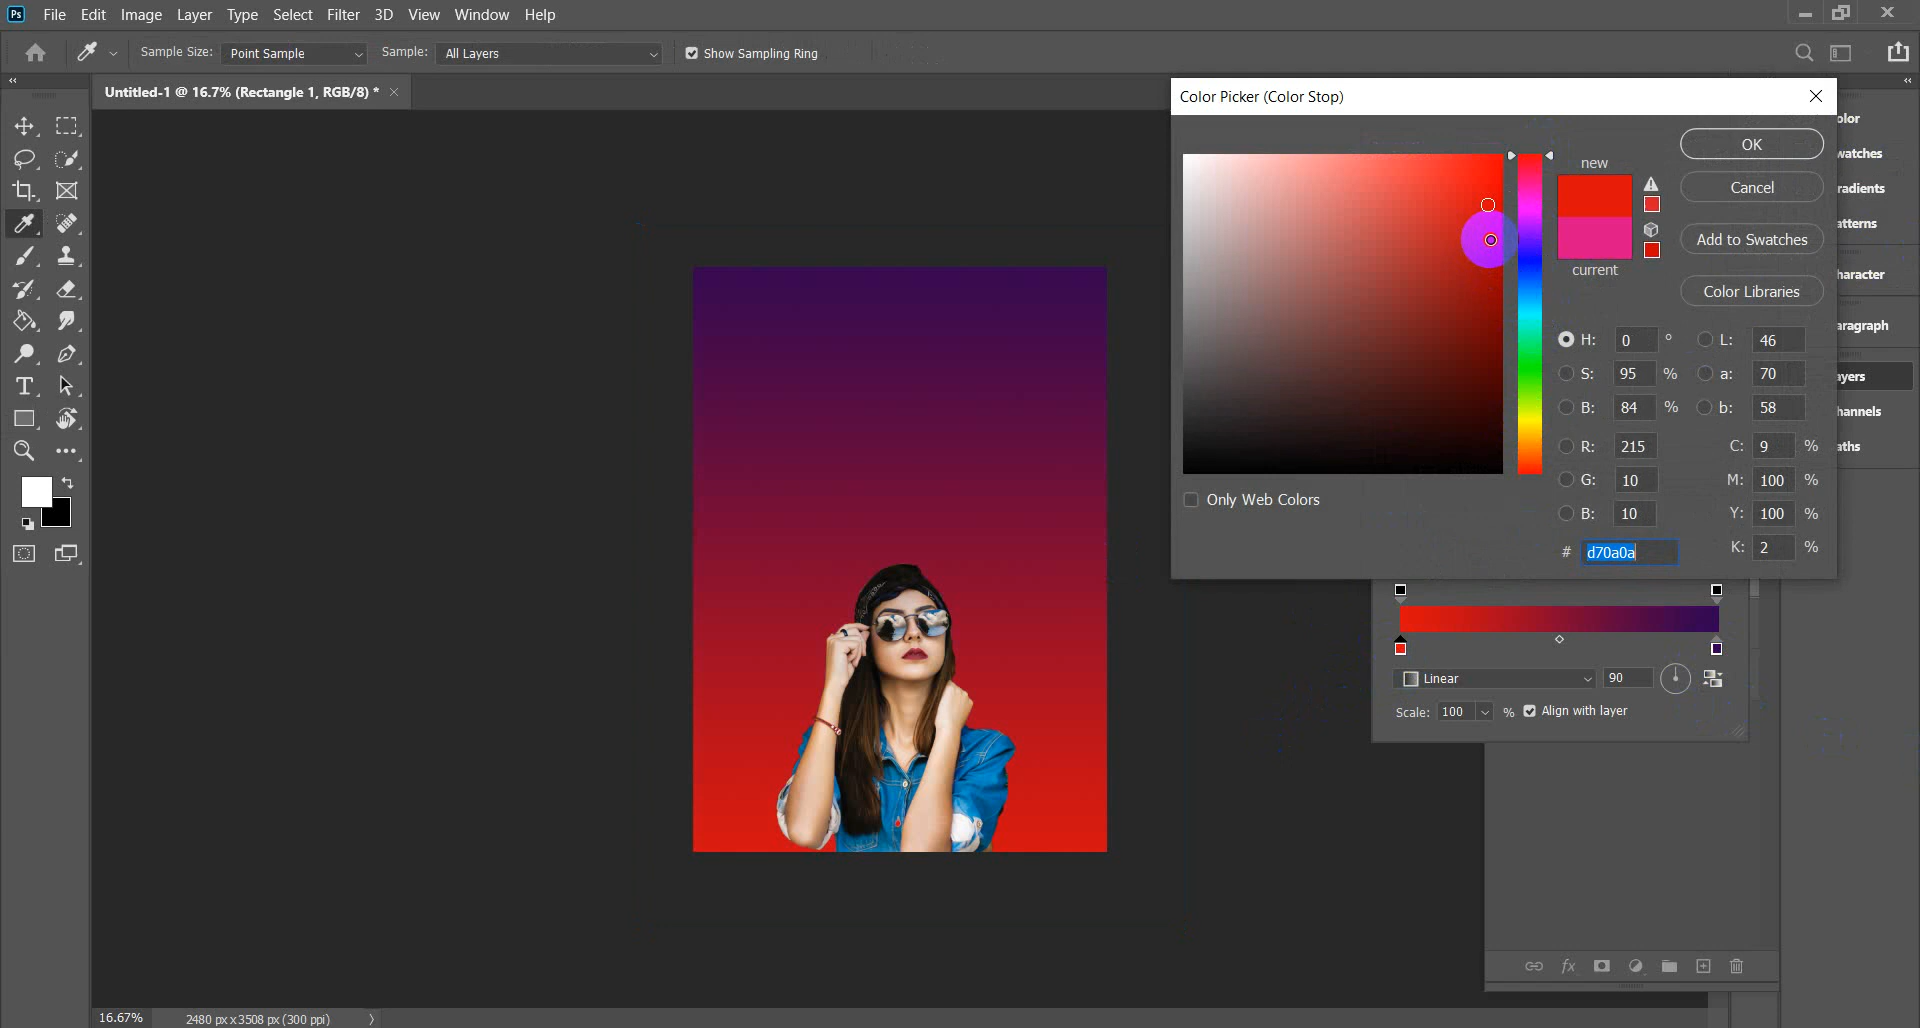 Ps File Edit Image Layer Type Select Filter 3D View Window Help
Sample Size: Point Sample Sample: All Layers Show Sampling Ring
Untitled-1 @ 16.7% (Rectangle 1, RGB/8) *
Color Picker (Color Stop)
new
current
OK
Cancel
Add to Swatches
Color Libraries
H: 0 °
S: 95 %
B: 84 %
R: 215
G: 10
B: 10
# d70a0a
L: 46
a: 70
b: 58
C: 9 %
M: 100 %
Y: 100 %
K: 2 %
Only Web Colors
olor
watches
radients
atterns
haracter
aragraph
ayers
hannels
aths
Linear 90
Scale: 100 % Align with layer
fx
16.67% 2480 px x 3508 px (300 ppi)